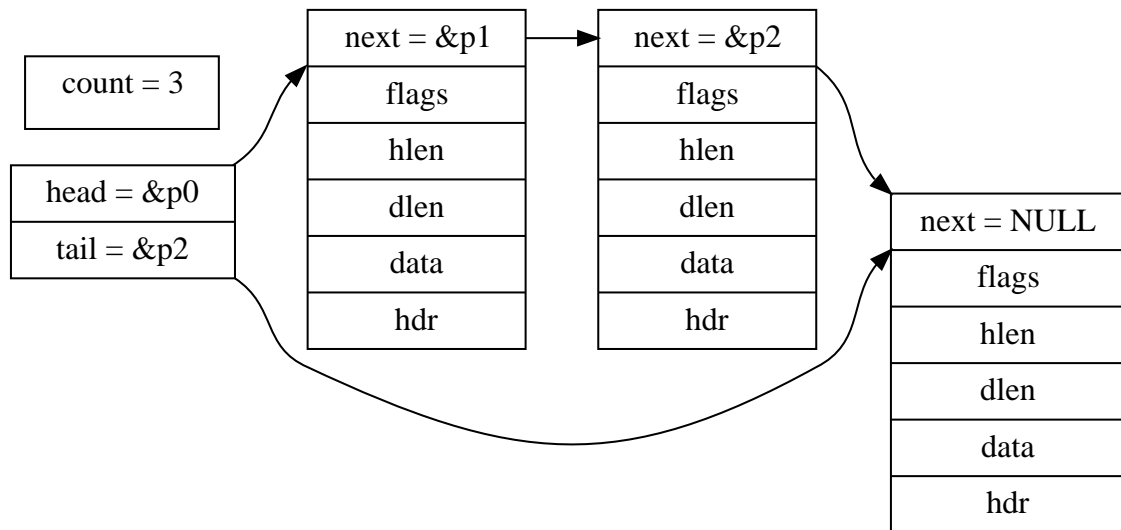 count = 3
head = &p0
tail = &p2
next = &p1
flags
hlen
dlen
data
hdr
next = &p2
flags
hlen
dlen
data
hdr
next = NULL
flags
hlen
dlen
data
hdr